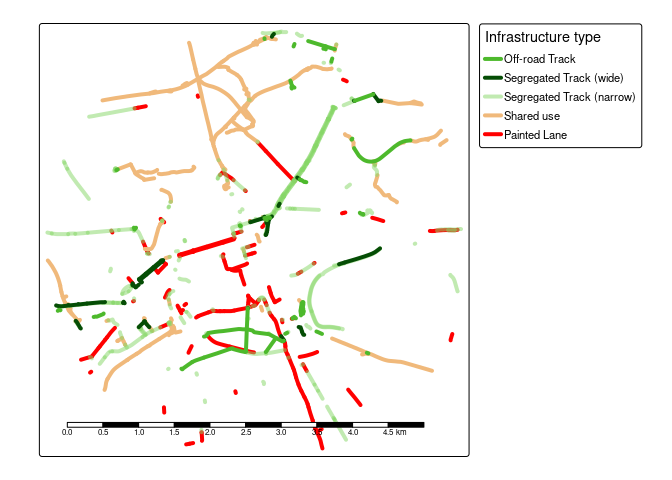 Infrastructure type
Off-road Track
Segregated Track (wide)
Segregated Track (narrow)
Shared use
Painted Lane
0.0 0.5 1.0 1.5 2.0 2.5 3.0 3.5 4.0 4.5 km